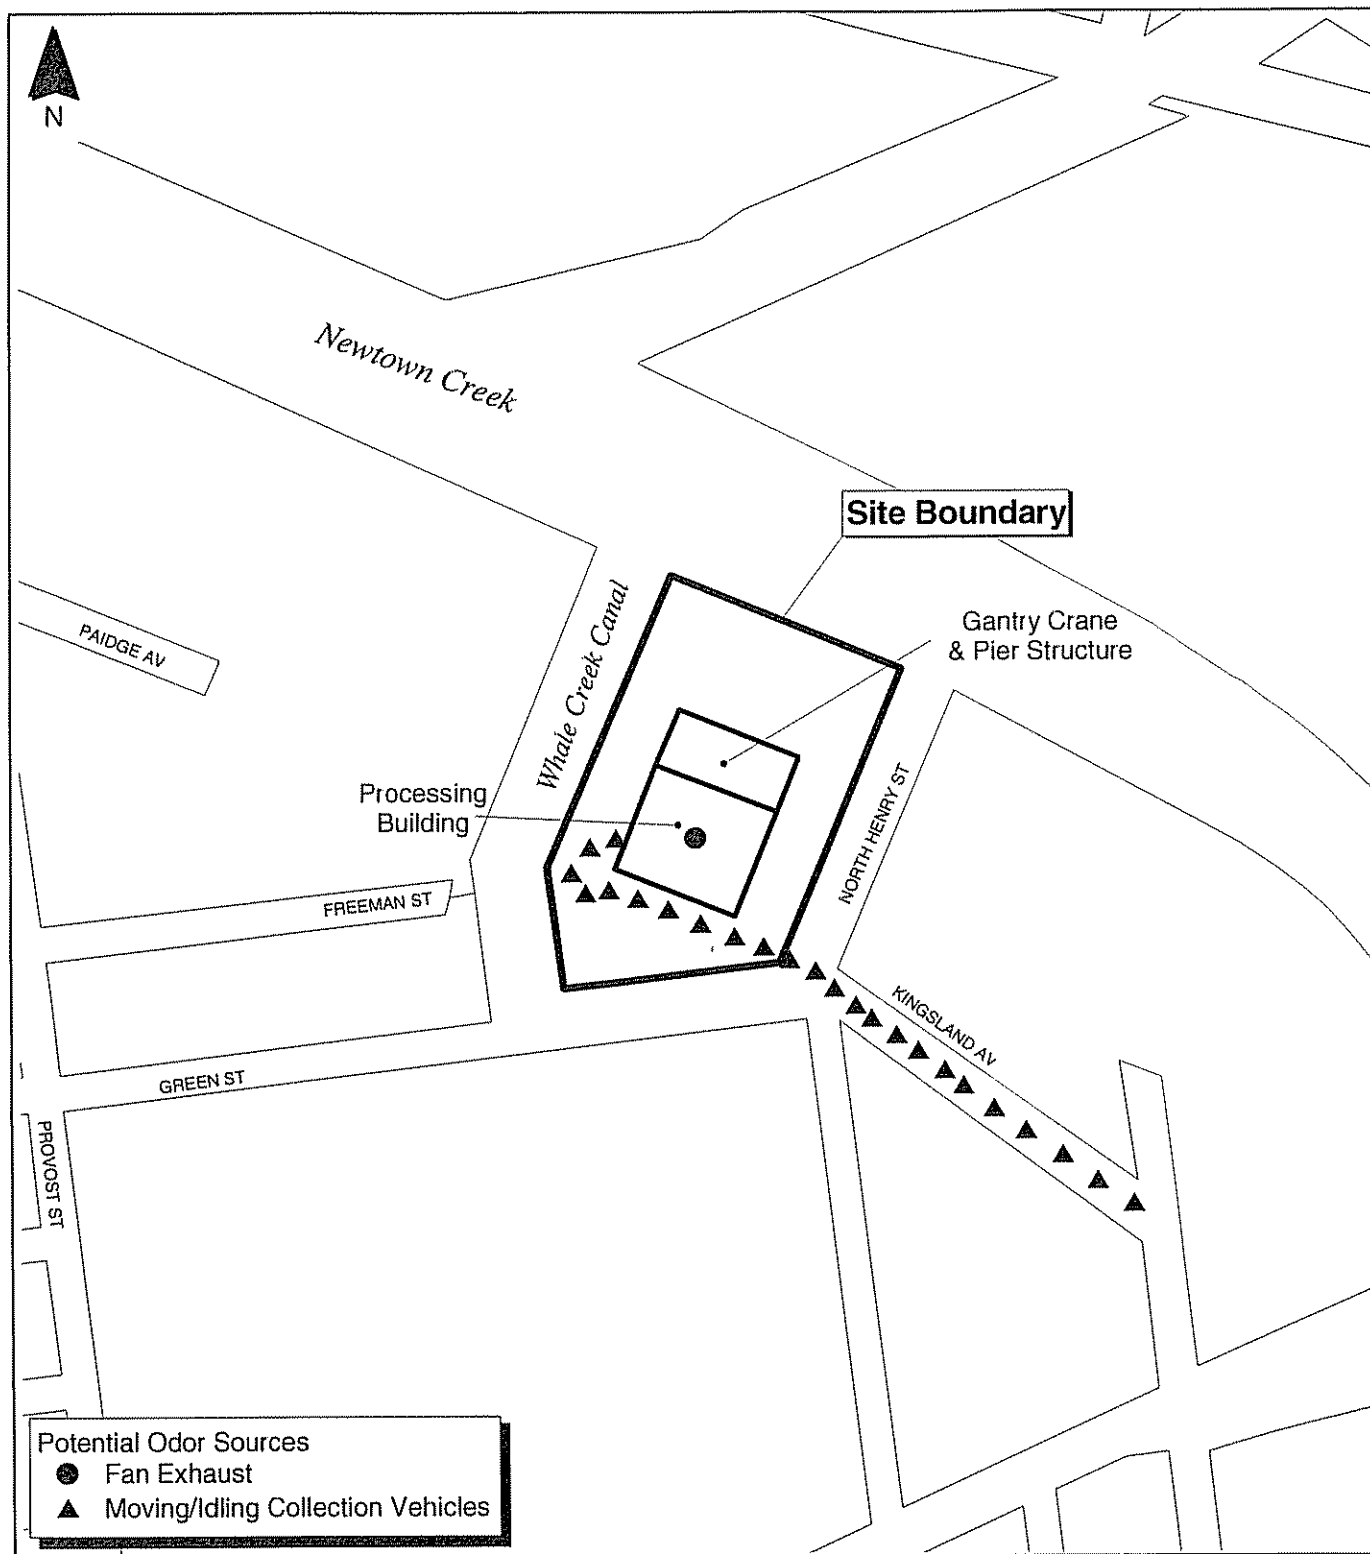 N
Newtown Creek
Site Boundary
Gantry Crane
& Pier Structure
Whale Creek Canal
PAIDGE AV
Processing
Building
NORTH HENRY ST
FREEMAN ST
KINGSLAND AV
GREEN ST
PROVOST ST
Potential Odor Sources
Fan Exhaust
Moving/Idling Collection Vehicles